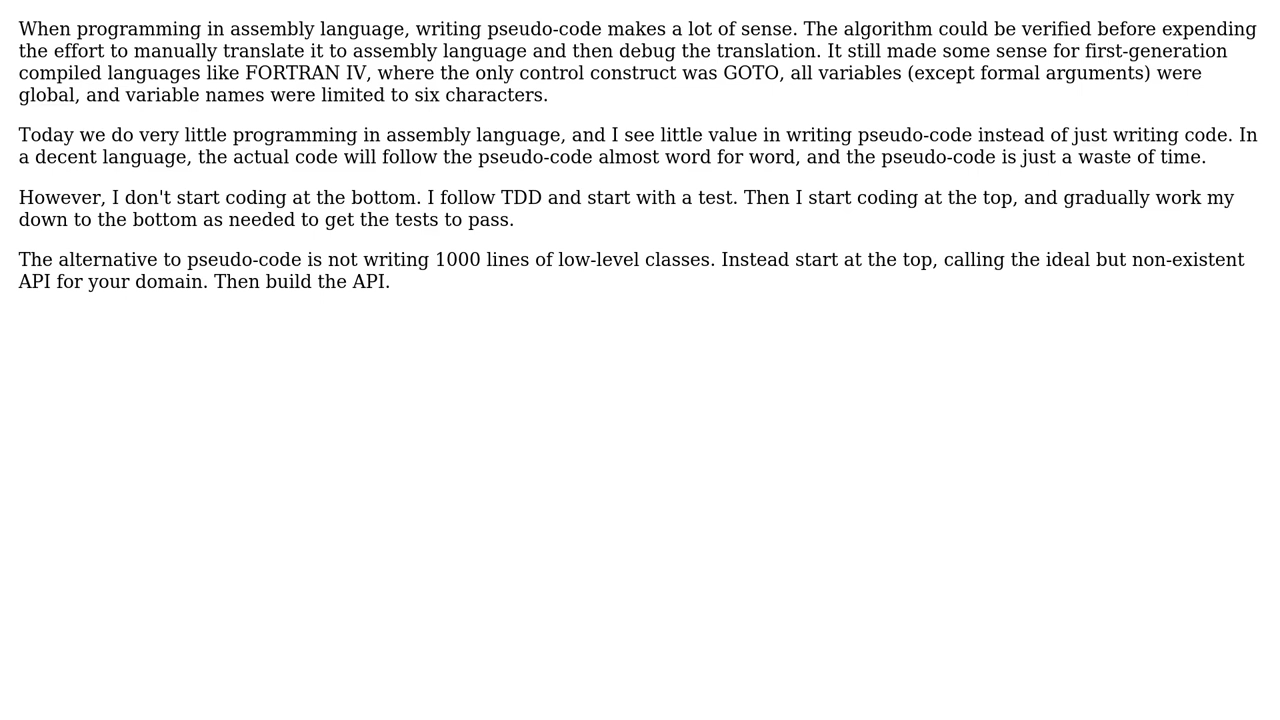 When programming in assembly language, writing pseudo-code makes a lot of sense. The algorithm could be verified before expending
the effort to manually translate it to assembly language and then debug the translation. It still made some sense for first-generation
compiled languages like FORTRAN IV, where the only control construct was GOTO, all variables (except formal arguments) were
global, and variable names were limited to six characters.
Today we do very little programming in assembly language, and I see little value in writing pseudo-code instead of just writing code. In
a decent language, the actual code will follow the pseudo-code almost word for word, and the pseudo-code is just a waste of time.
However, I don't start coding at the bottom. I follow TDD and start with a test. Then I start coding at the top, and gradually work my
down to the bottom as needed to get the tests to pass.
The alternative to pseudo-code is not writing 1000 lines of low-level classes. Instead start at the top, calling the ideal but non-existent
API for your domain. Then build the API.